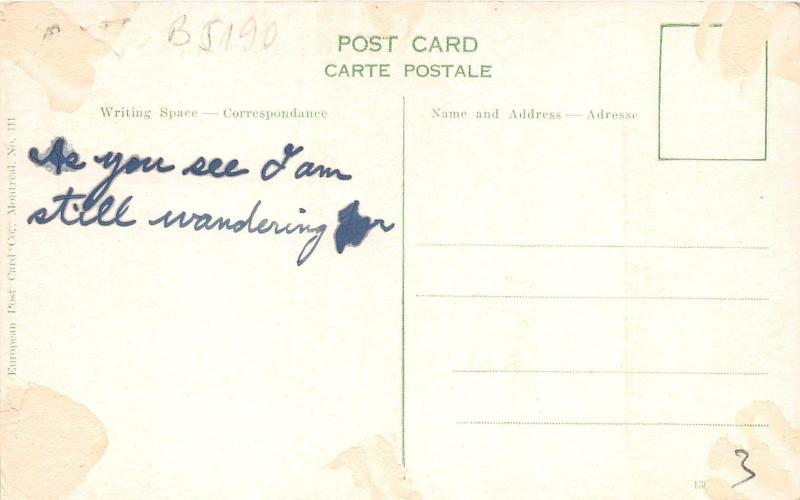 B 5190
POST CARD
CARTE POSTALE
Writing Space — Correspondance
Name and Address — Adresse
As you see I am
still wandering
European Post Card Co., Montreal. No. 111
3